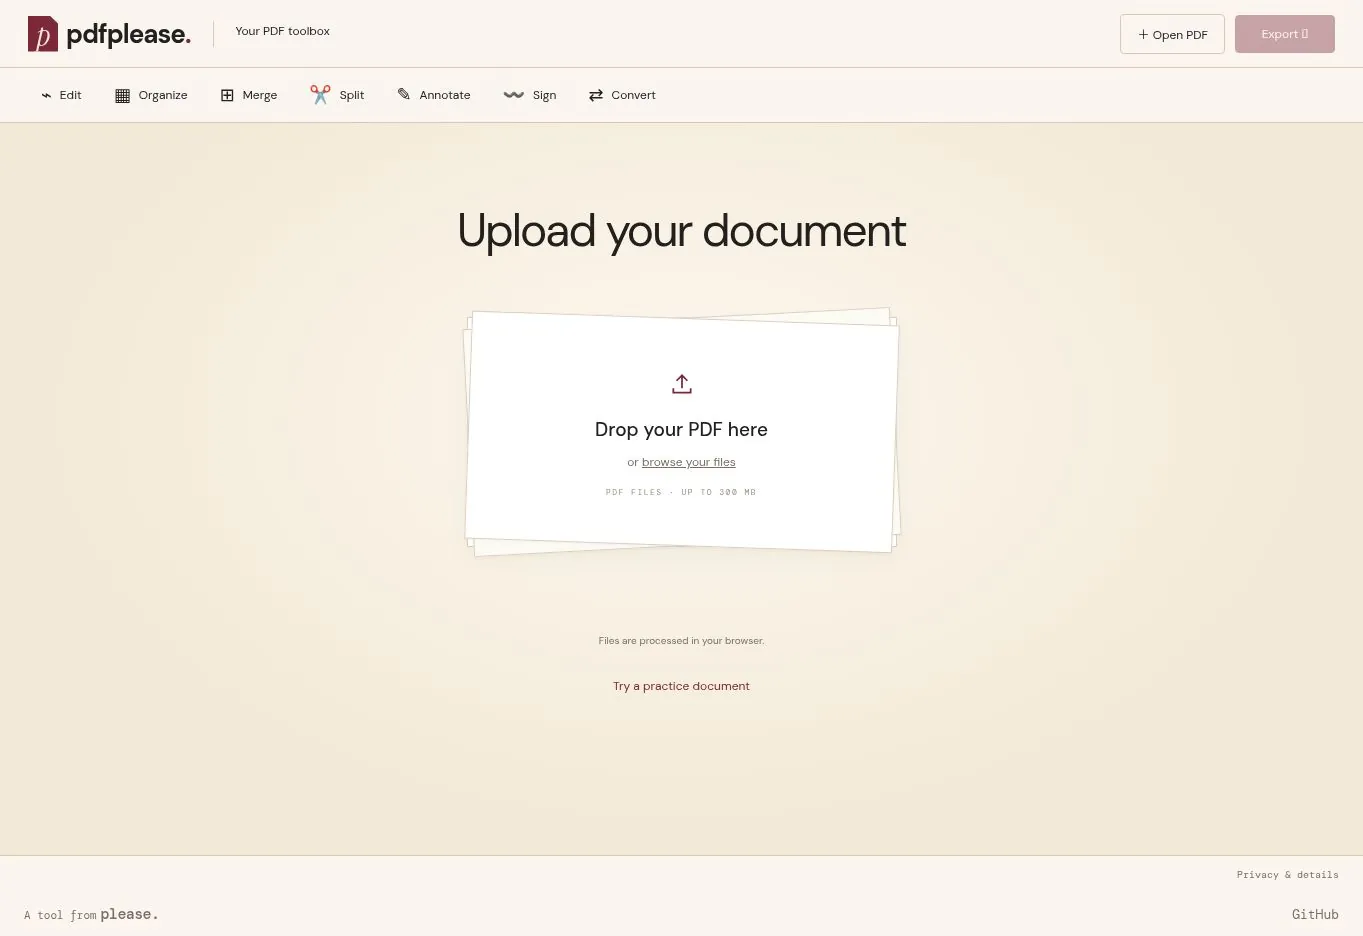 p pdfplease.
Your PDF toolbox
+ Open PDF
Export
Edit
Organize
Merge
Split
Annotate
Sign
Convert
Upload your document
Drop your PDF here
or browse your files
PDF FILES · UP TO 300 MB
Files are processed in your browser.
Try a practice document
Privacy & details
A tool from please.
GitHub